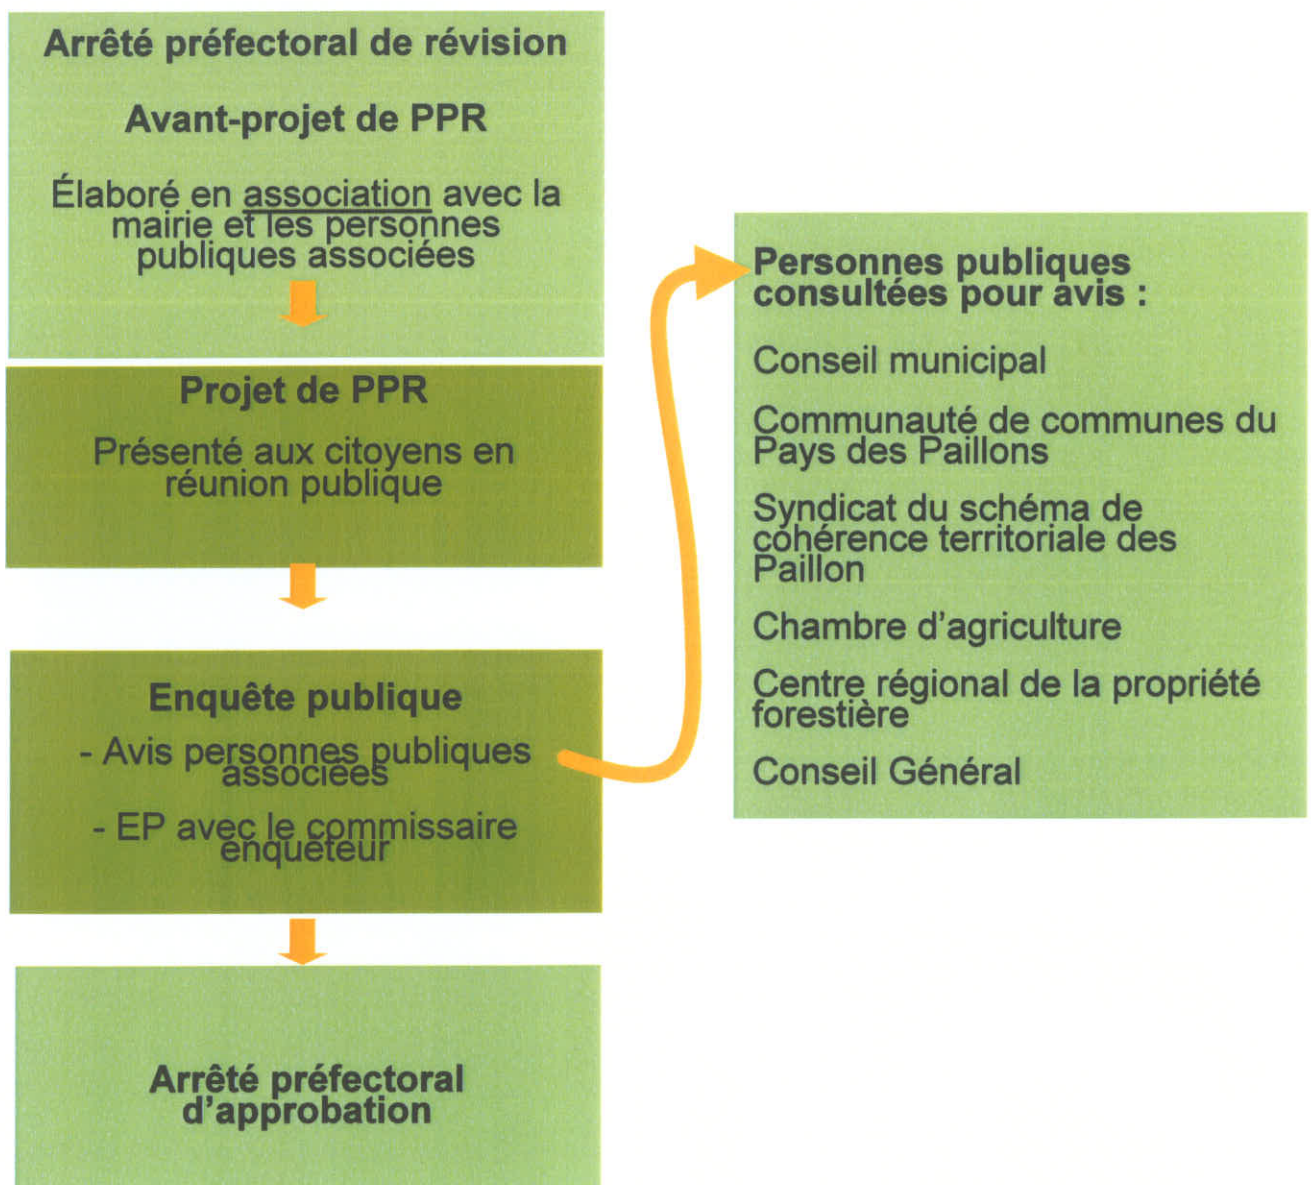 Arrêté préfectoral de révision
Avant-projet de PPR
Élaboré en association avec la
mairie et les personnes
publiques associées
Projet de PPR
Présenté aux citoyens en
réunion publique
Enquête publique
- Avis personnes publiques
associées
- EP avec le commissaire
enquêteur
Arrêté préfectoral
d'approbation
Personnes publiques
consultées pour avis :
Conseil municipal
Communauté de communes du
Pays des Paillons
Syndicat du schéma de
cohérence territoriale des
Paillon
Chambre d'agriculture
Centre régional de la propriété
forestière
Conseil Général